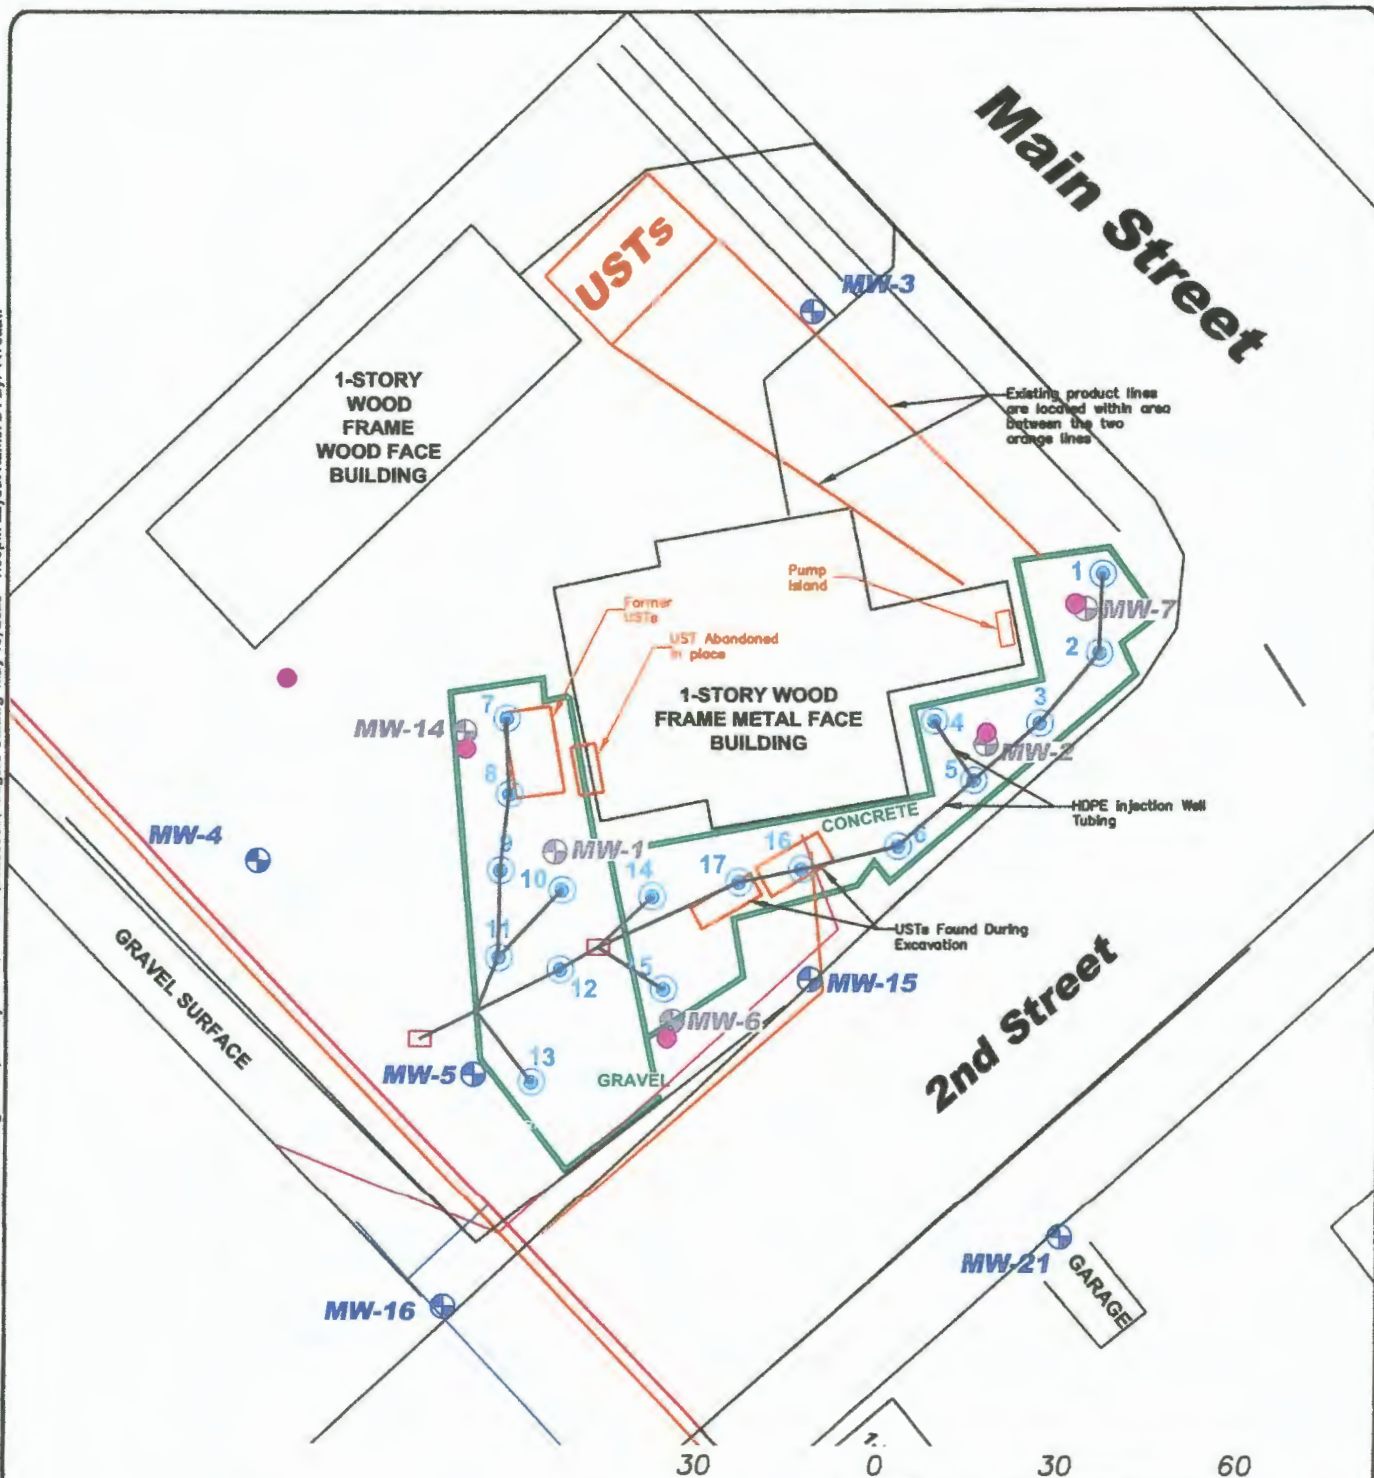 Main Street
USTs
MW-3
1-STORY
WOOD
FRAME
WOOD FACE
BUILDING
Existing product lines
are located within area
between the two
orange lines
Pump
Island
Former
USTs
UST Abandoned
in place
1
MW-7
2
3
4
MW-2
5
6
7
MW-14
8
1-STORY WOOD
FRAME METAL FACE
BUILDING
HDPE injection Well
Tubing
CONCRETE
MW-4
9
MW-1
10
14
17
16
11
12
5
USTs Found During
Excavation
MW-15
MW-6
GRAVEL SURFACE
MW-5
13
GRAVEL
2nd Street
MW-21
GARAGE
MW-16
30 0 30 60